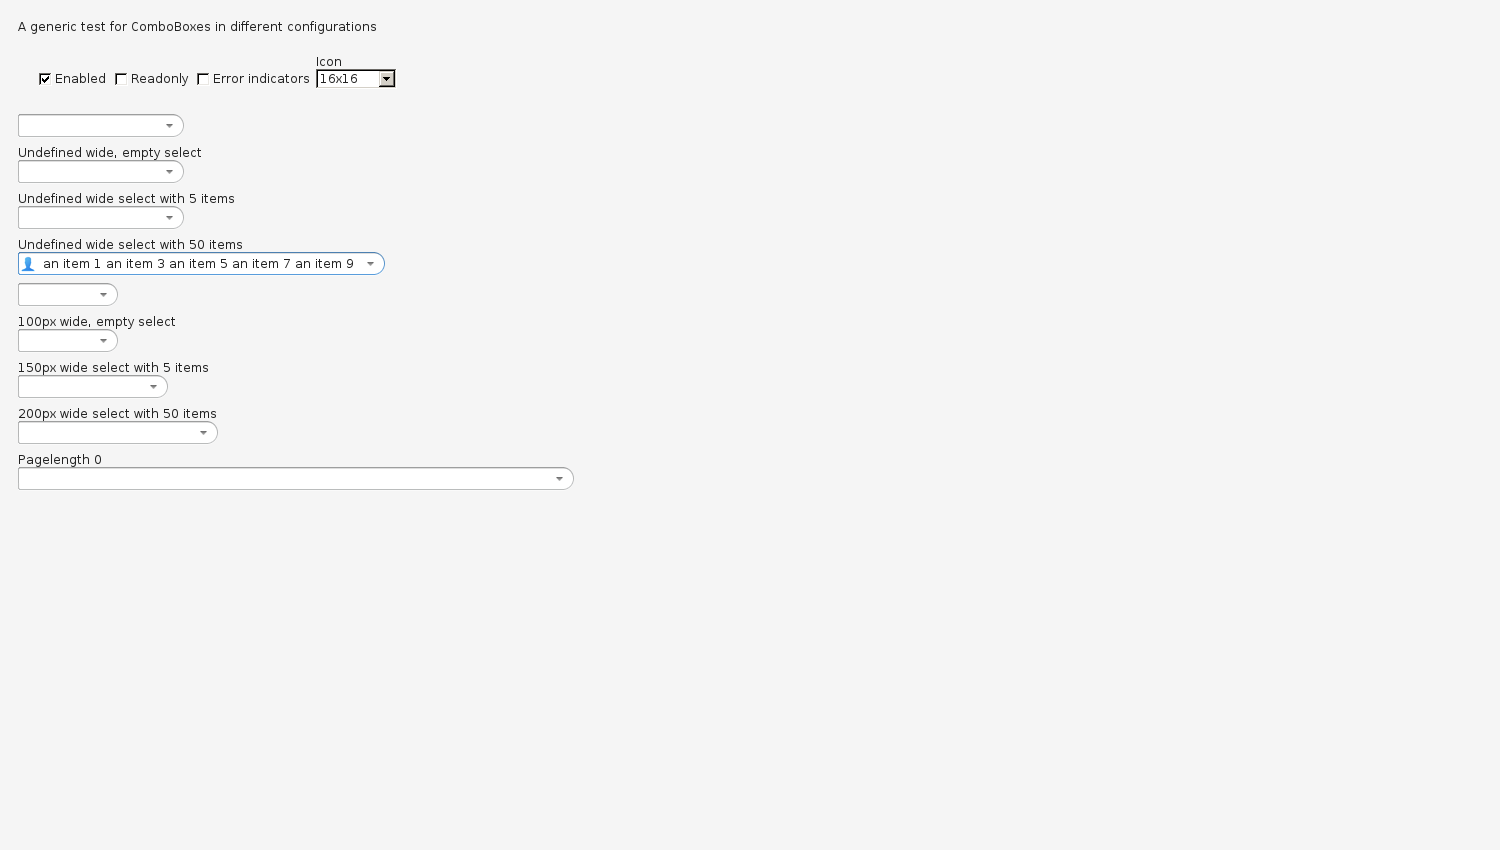 A generic test for ComboBoxes in different configurations
Icon
Enabled Readonly Error indicators 16x16
Undefined wide, empty select
Undefined wide select with 5 items
Undefined wide select with 50 items
an item 1 an item 3 an item 5 an item 7 an item 9
100px wide, empty select
150px wide select with 5 items
200px wide select with 50 items
Pagelength 0